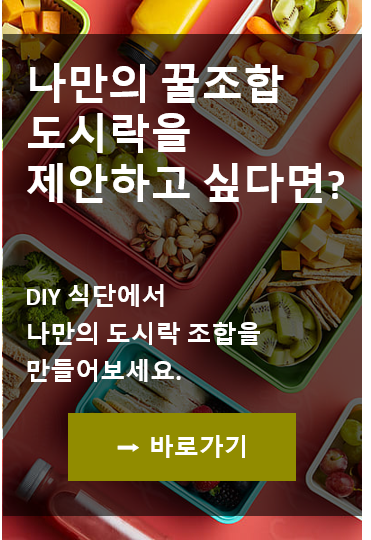 나만의 꿀조합
도시락을
제안하고 싶다면?
DIY 식단에서
나만의 도시락 조합을
만들어보세요.
➞ 바로가기